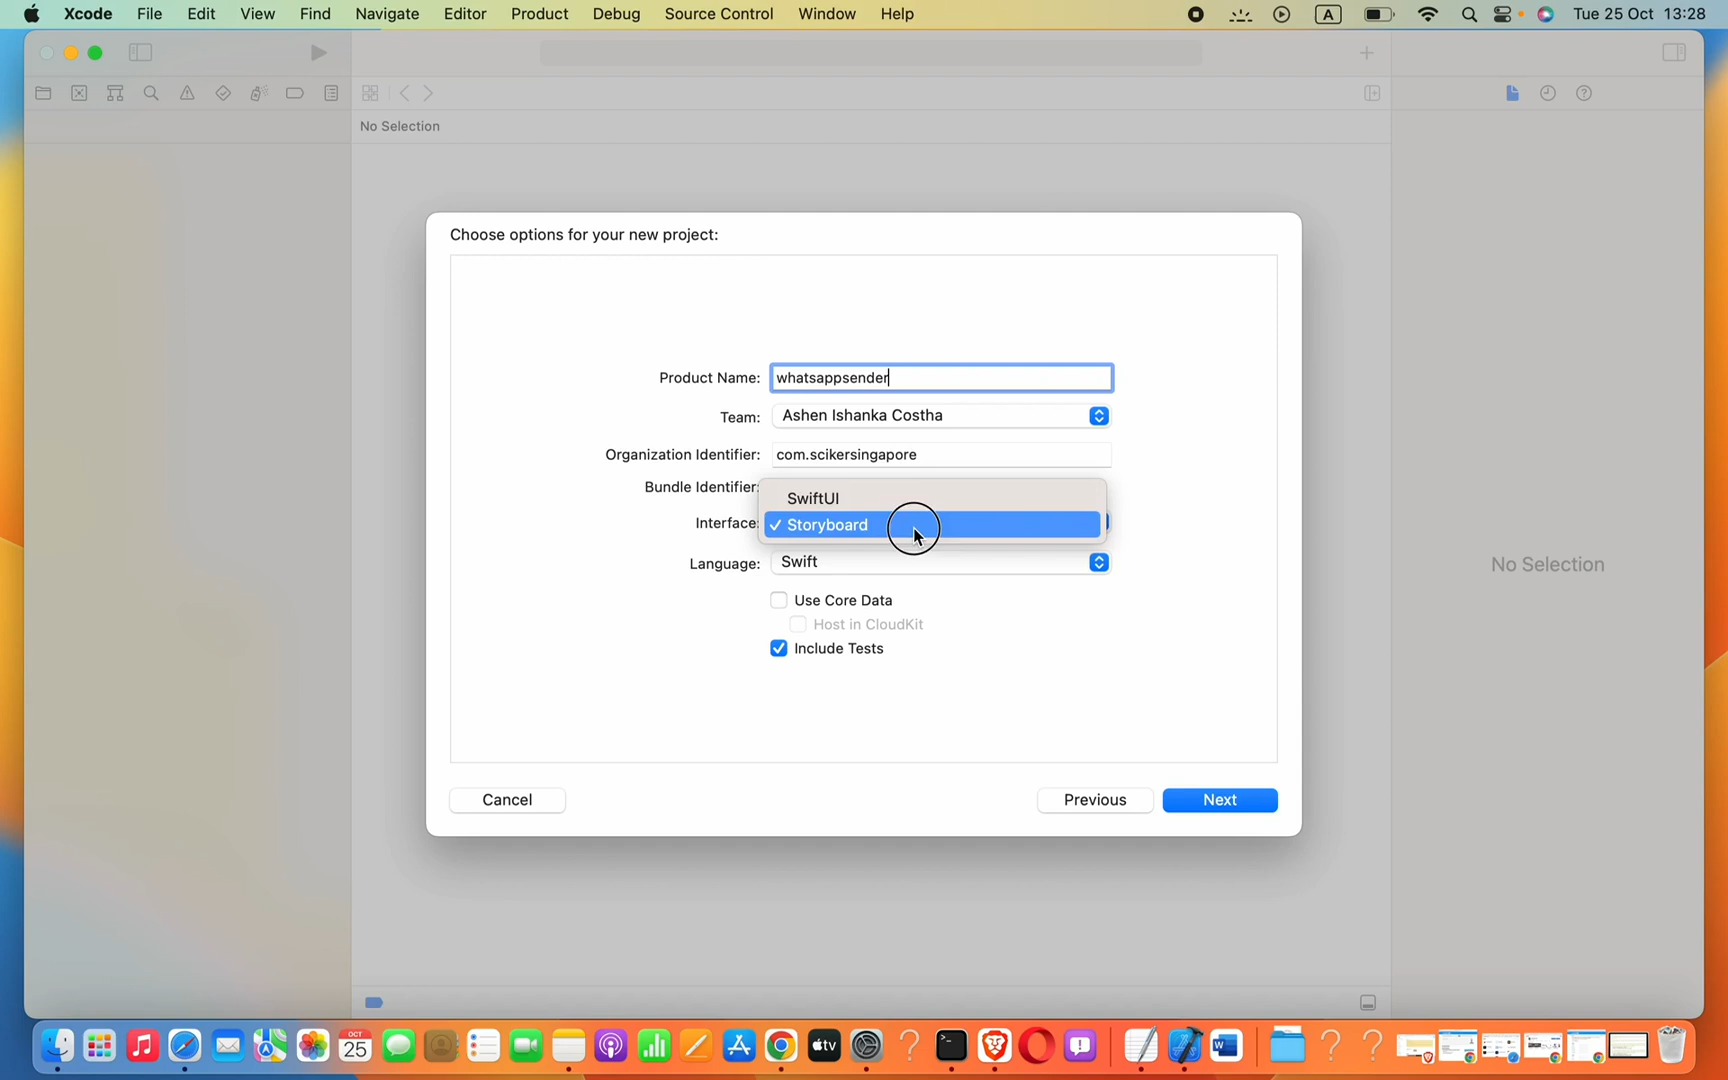 Xcode File Edit View Find Navigate Editor Product Debug Source Control Window Help A Tue 25 Oct 13:28
No Selection
Choose options for your new project:
Product Name: whatsappsender
Team: Ashen Ishanka Costha
Organization Identifier: com.scikersingapore
Bundle Identifier:
SwiftUI
Interface: ✓ Storyboard
No Selection
Language: Swift
Use Core Data
Host in CloudKit
Include Tests
Cancel Previous Next
OCT
25
tv
W